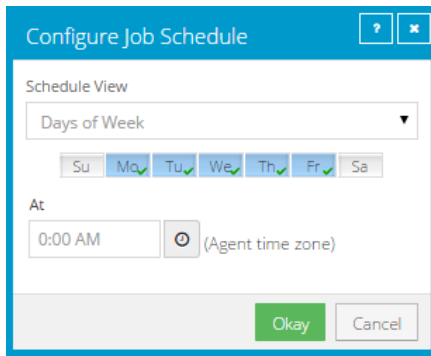 Configure Job Schedule ? ×
Schedule View
Days of Week
Su Mo Tu We Th Fr Sa
At
0:00 AM (Agent time zone)
Okay Cancel